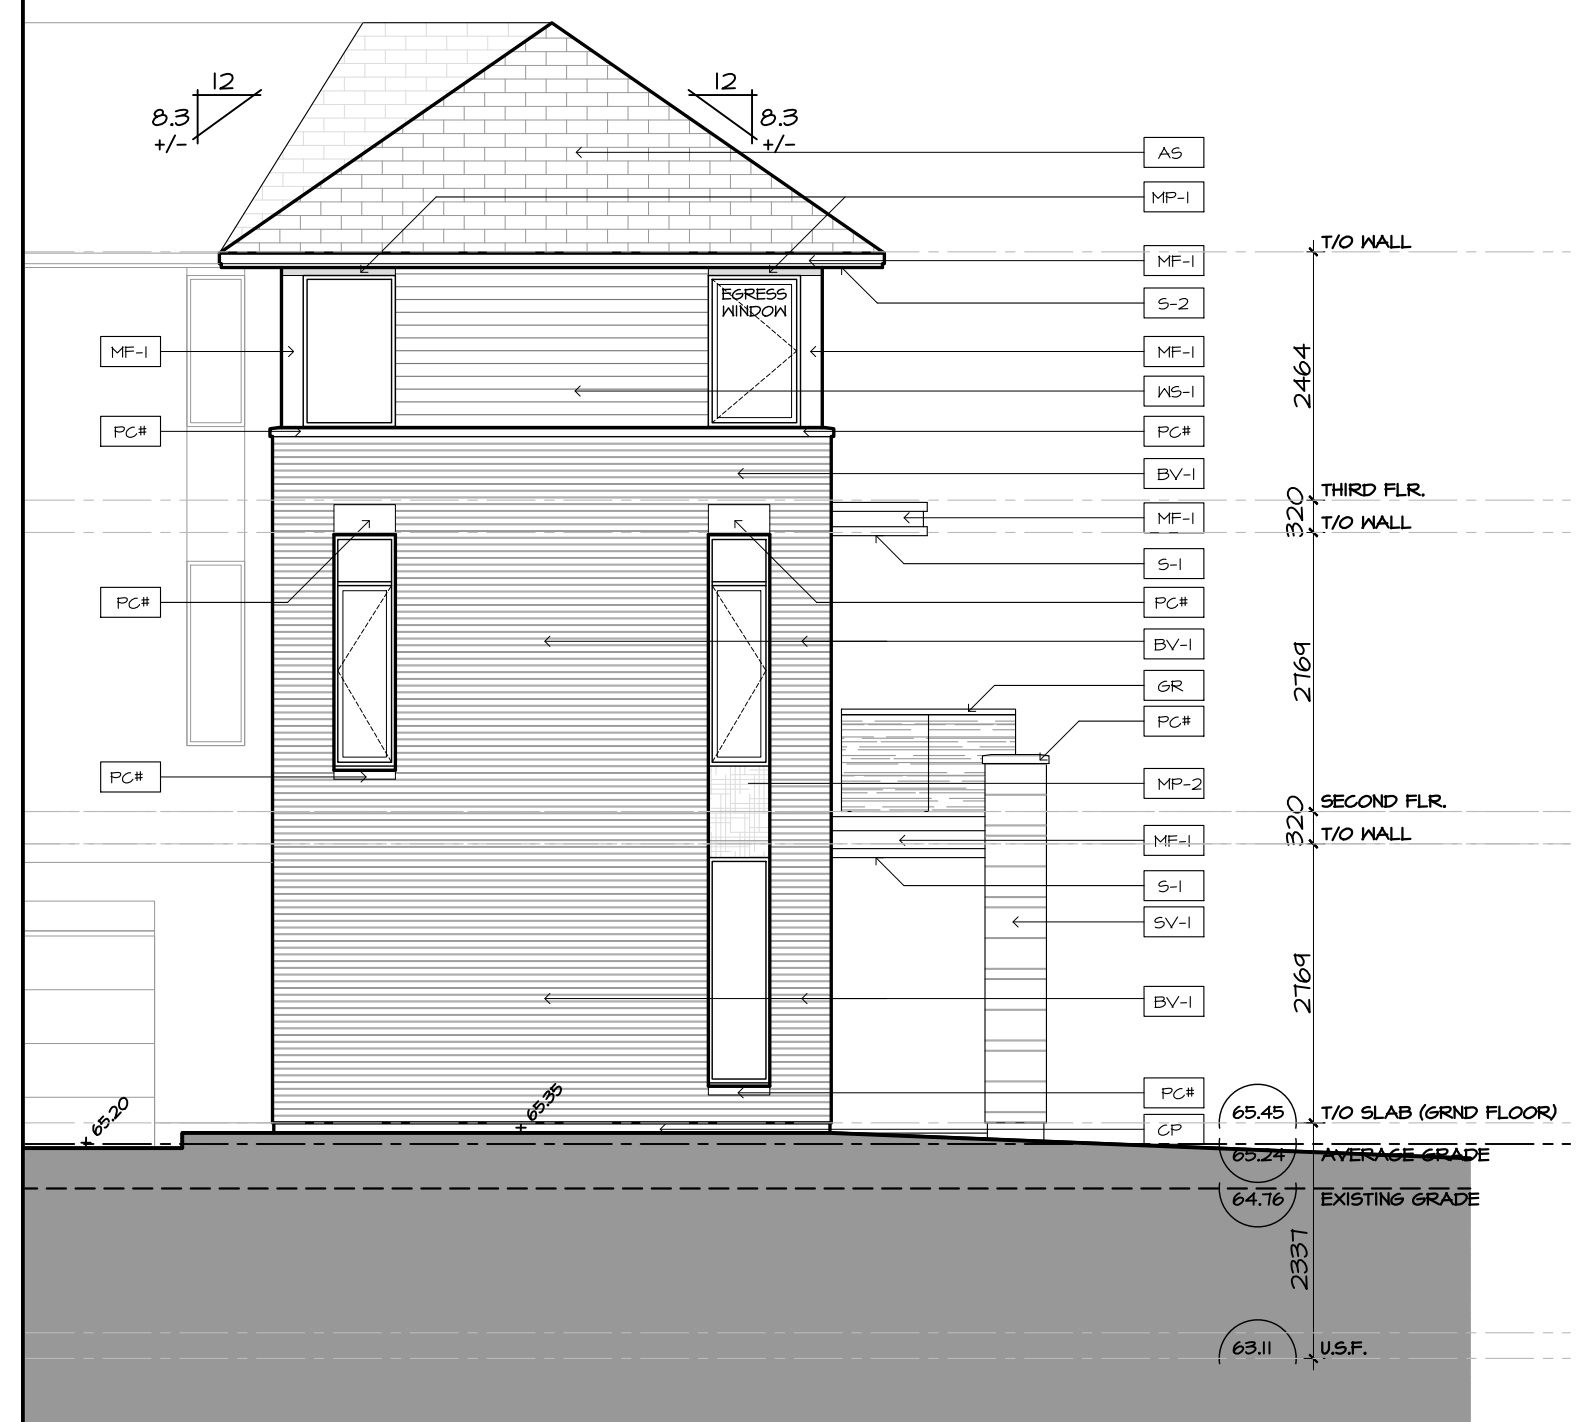 12
8.3
+/-
12
8.3
+/-
AS
MP-1
T/O WALL
MF-1
S-2
EGRESS
WINDOW
MF-1
MF-1
2464
WS-1
PC#
PC#
BV-1
THIRD FLR.
320
MF-1
T/O WALL
S-1
PC#
PC#
BV-1
2769
GR
PC#
PC#
MP-2
SECOND FLR.
320
MF-1
T/O WALL
S-1
SV-1
2769
BV-1
PC#
65.20
65.35
65.45
T/O SLAB (GRND FLOOR)
CP
65.24
AVERAGE GRADE
64.76
EXISTING GRADE
2337
63.11
U.S.F.